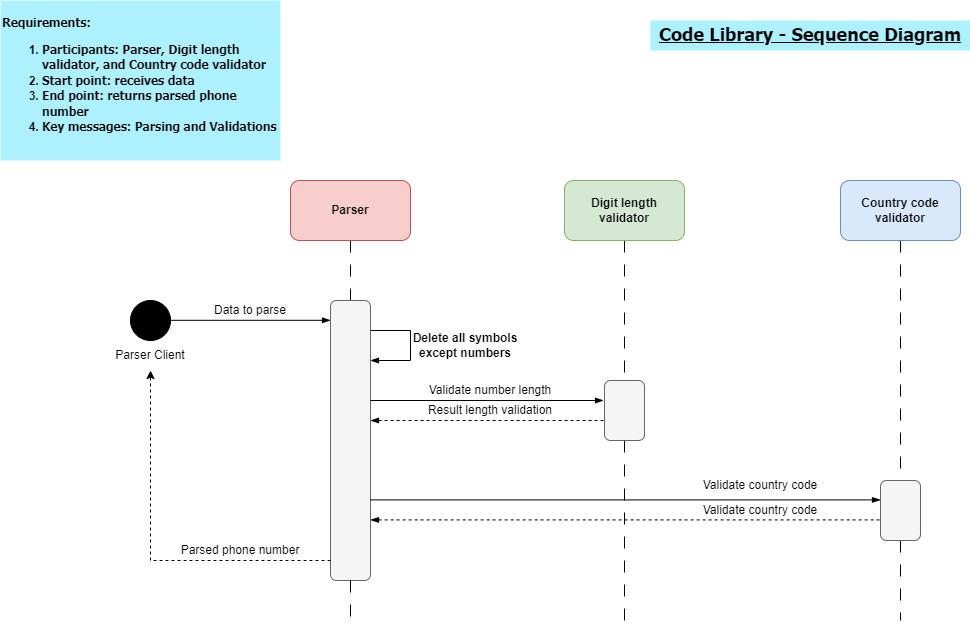 Requirements:
1. Participants: Parser, Digit length
validator, and Country code validator
2. Start point: receives data
3. End point: returns parsed phone
number
4. Key messages: Parsing and Validations
Code Library - Sequence Diagram
Parser
Digit length
validator
Country code
validator
Data to parse
Parser Client
Delete all symbols
except numbers
Validate number length
Result length validation
Validate country code
Validate country code
Parsed phone number